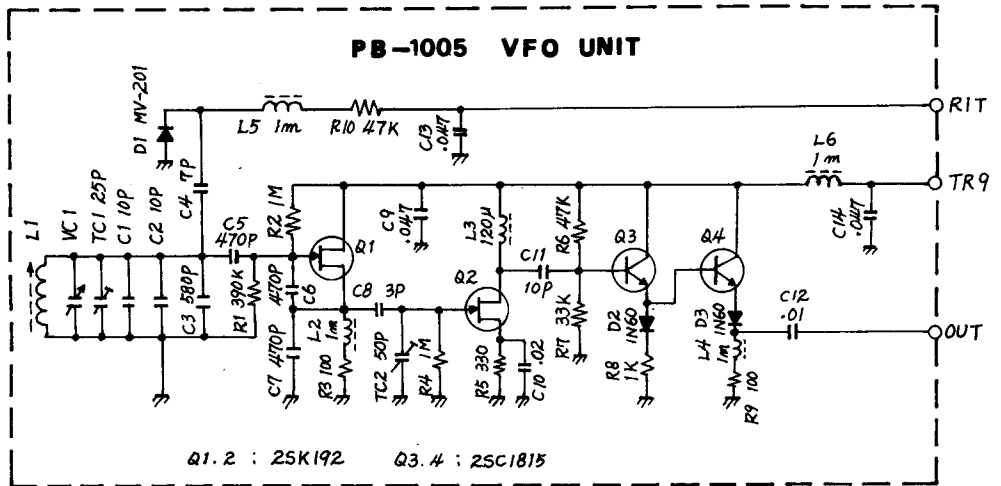 PB-1005 VFO UNIT
D1 MV-201
L5 1m
R10 47K
C13 .047
RIT
L6 1m
TR9
C14 .047
L1
VC1
TC1 25P
C1 10P
C2 10P
C4 7P
C5 470P
R2 1M
Q1
C9 .047
L3 120μ
R6 47K
Q3
Q4
C3 580P
R1 390K
470P C6
C8 3P
Q2
C11 10P
C7 470P
L2 1m
R3 100
TC2 50P
R4 1M
R5 330
C10 .02
R7 33K
D2 1N60
R8 1K
D3 1N60
L4 1m
R9 100
C12 .01
OUT
Q1.2 : 2SK192 Q3.4 : 2SC1815